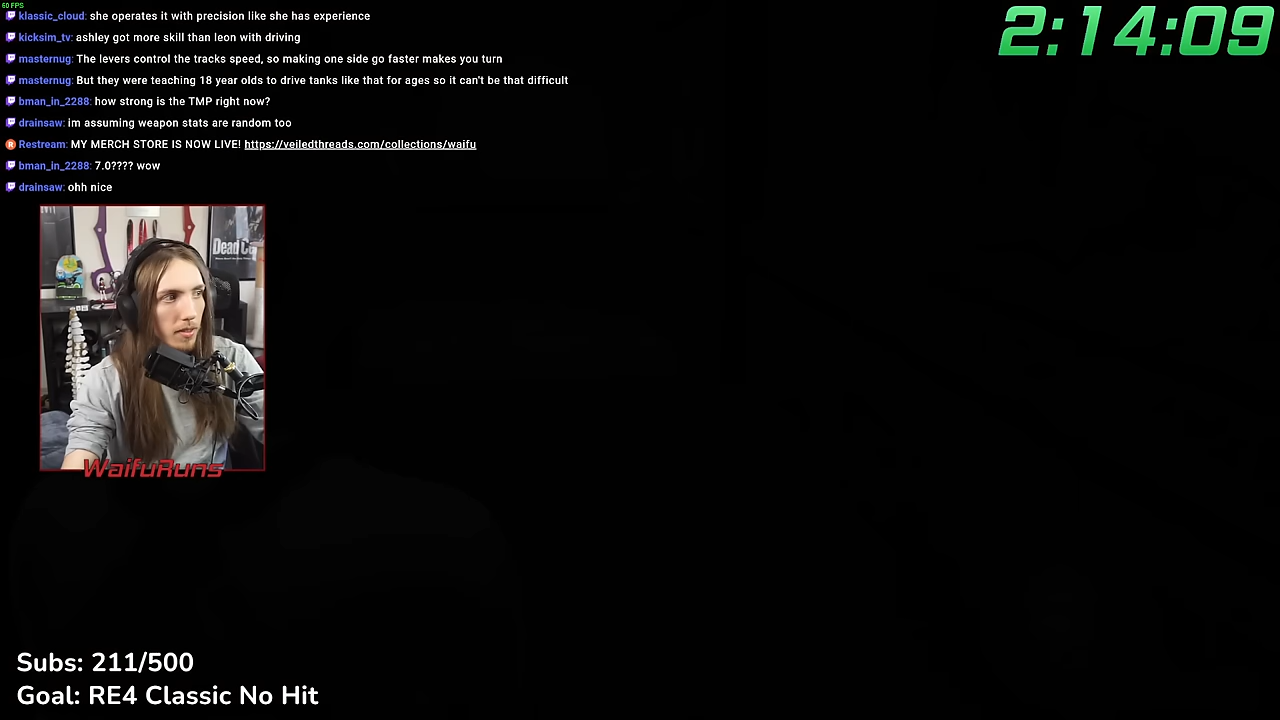 60 FPS
klassic_cloud: she operates it with precision like she has experience
2:14:09
kicksim_tv: ashley got more skill than leon with driving
masternug: The levers control the tracks speed, so making one side go faster makes you turn
masternug: But they were teaching 18 year olds to drive tanks like that for ages so it can't be that difficult
bman_in_2288: how strong is the TMP right now?
drainsaw: im assuming weapon stats are random too
Restream: MY MERCH STORE IS NOW LIVE! https://veiledthreads.com/collections/waifu
bman_in_2288: 7.0???? wow
drainsaw: ohh nice
WaifuRuns
Subs: 211/500
Goal: RE4 Classic No Hit